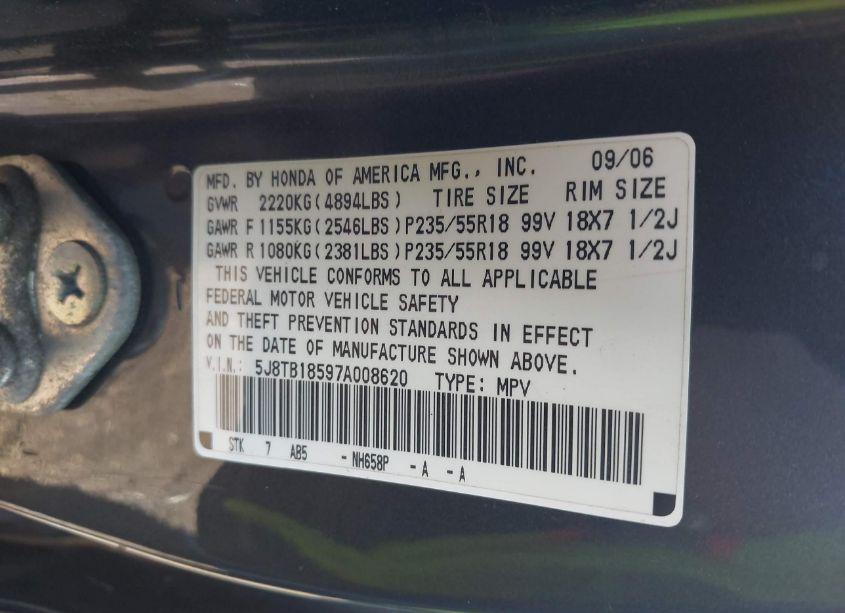 MFD. BY HONDA OF AMERICA MFG., INC. 09/06
GVWR 2220KG(4894LBS) TIRE SIZE RIM SIZE
GAWR F 1155KG(2546LBS)P235/55R18 99V 18X7 1/2J
GAWR R 1080KG(2381LBS)P235/55R18 99V 18X7 1/2J
THIS VEHICLE CONFORMS TO ALL APPLICABLE
FEDERAL MOTOR VEHICLE SAFETY
AND THEFT PREVENTION STANDARDS IN EFFECT
ON THE DATE OF MANUFACTURE SHOWN ABOVE.
V.I.N.: 5J8TB18597A008620 TYPE: MPV
STK 7 AB5 -NH658P -A -A